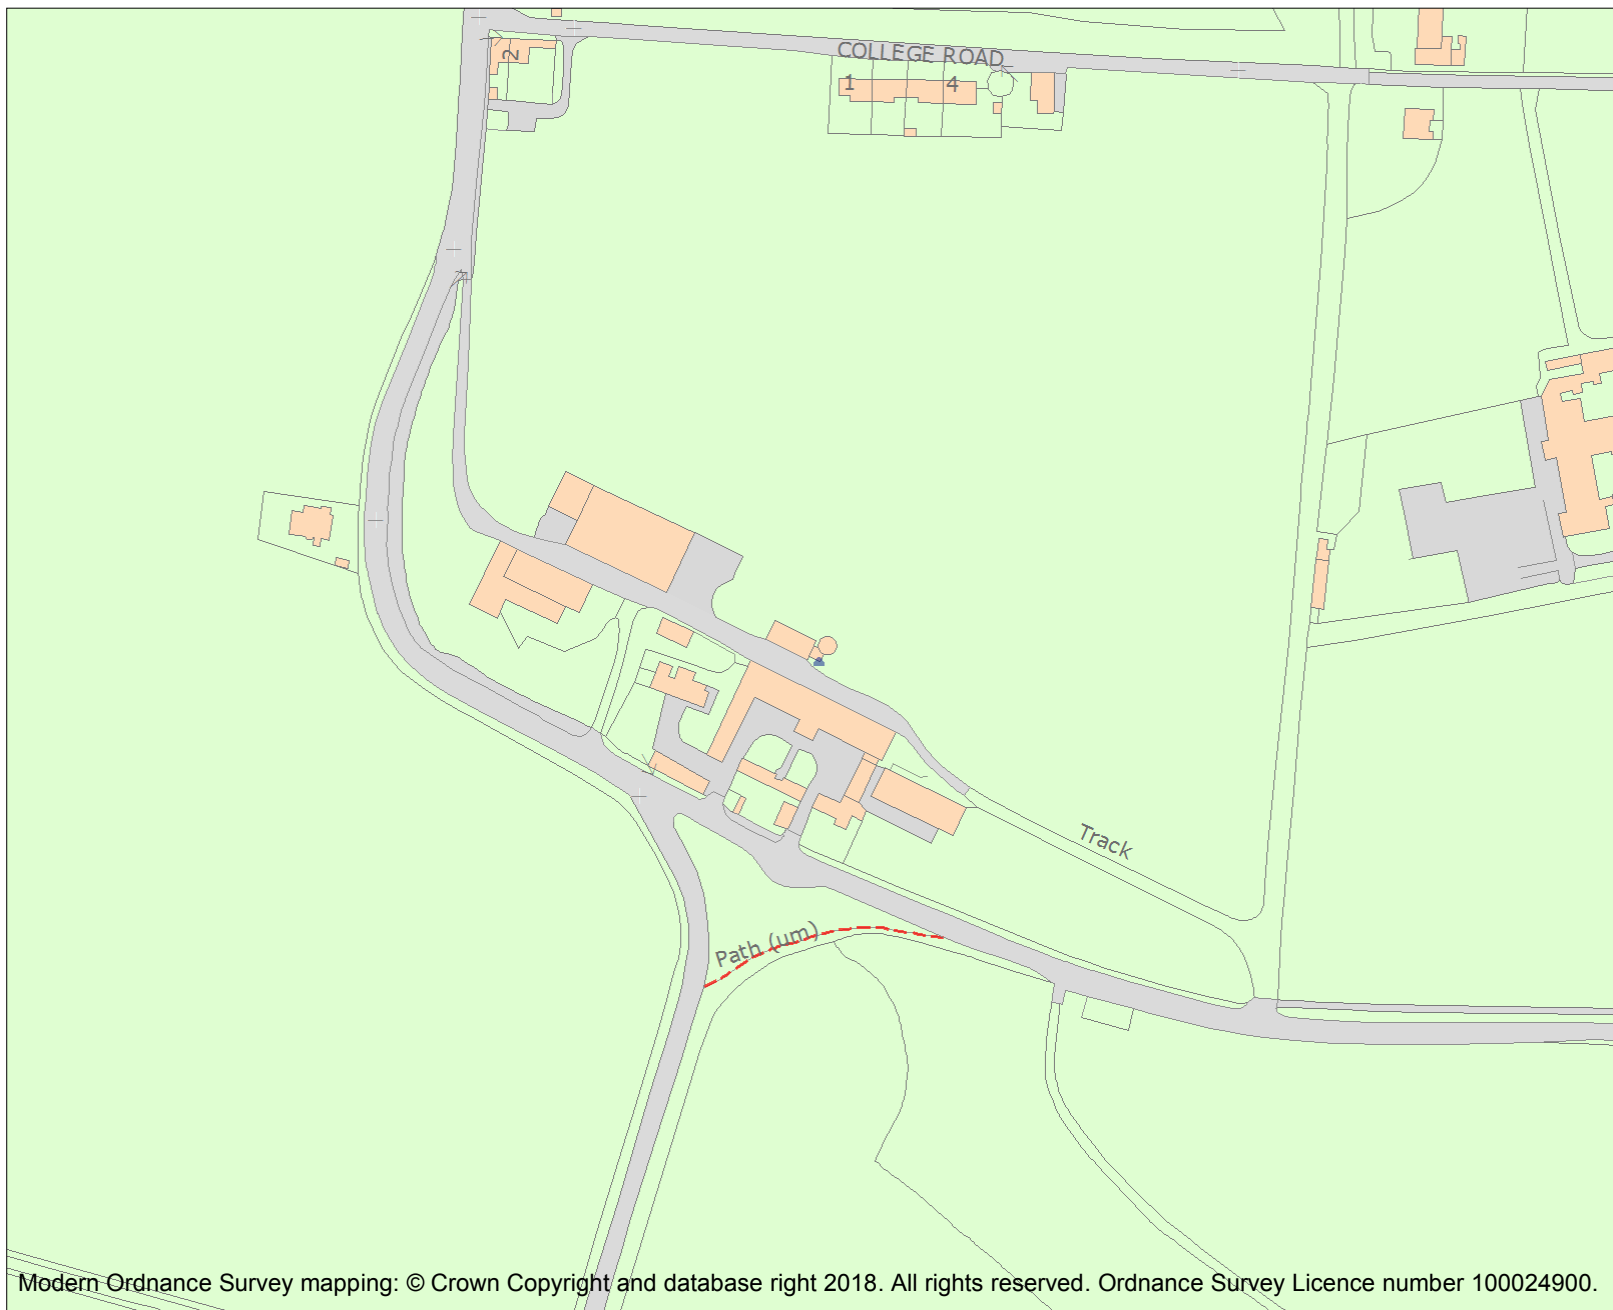 COLLEGE ROAD
2
1
4
Track
Path (um)
Modern Ordnance Survey mapping: © Crown Copyright and database right 2018. All rights reserved. Ordnance Survey Licence number 100024900.